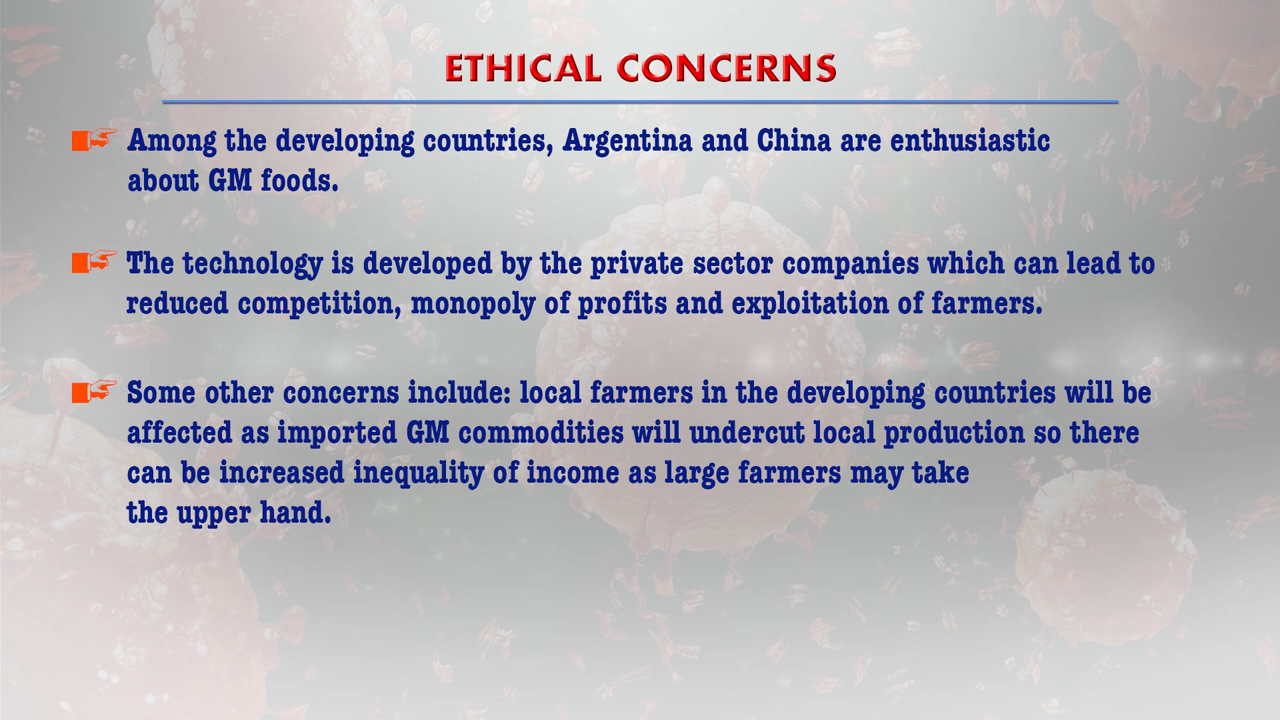 ETHICAL CONCERNS
Among the developing countries, Argentina and China are enthusiastic
about GM foods.
The technology is developed by the private sector companies which can lead to
reduced competition, monopoly of profits and exploitation of farmers.
Some other concerns include: local farmers in the developing countries will be
affected as imported GM commodities will undercut local production so there
can be increased inequality of income as large farmers may take
the upper hand.